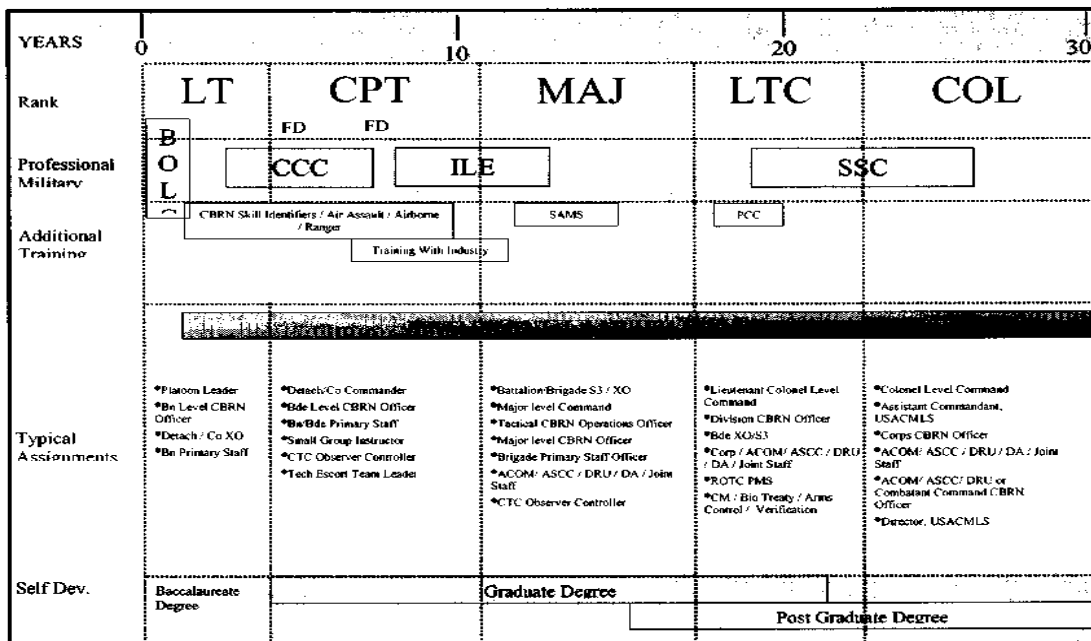 YEARS
0
10
20
30
Rank
LT
CPT
MAJ
LTC
COL
FD
FD
Professional
Military
B
O
L
C
CCC
ILE
SSC
Additional
Training
CBRN Skill Identifiers / Air Assault / Airborne
/ Ranger
Training With Industry
SAMS
PCC
Typical
Assignments
•Platoon Leader
•Bn Level CBRN
Officer
•Detach / Co XO
•Bn Primary Staff
•Detach/Co Commander
•Bde Level CBRN Officer
•Bn/Bde Primary Staff
•Small Group Instructor
•CTC Observer Controller
•Tech Escort Team Leader
•Battalion/Brigade S3 / XO
•Major level Command
•Tactical CBRN Operations Officer
•Major level CBRN Officer
•Brigade Primary Staff Officer
•ACOM/ ASCC / DRU / DA / Joint
Staff
•CTC Observer Controller
•Lieutenant Colonel Level
Command
•Division CBRN Officer
•Bde XO/S3
•Corp / ACOM/ ASCC / DRU
/ DA / Joint Staff
•ROTC PMS
•CM / Bio Treaty / Arms
Control / Verification
•Colonel Level Command
•Assistant Commandant,
USACMLS
•Corps CBRN Officer
•ACOM/ ASCC / DRU / DA / Joint
Staff
•ACOM/ ASCC/ DRU or
Combatant Command CBRN
Officer
•Director, USACMLS
Self Dev.
Baccalaureate
Degree
Graduate Degree
Post Graduate Degree